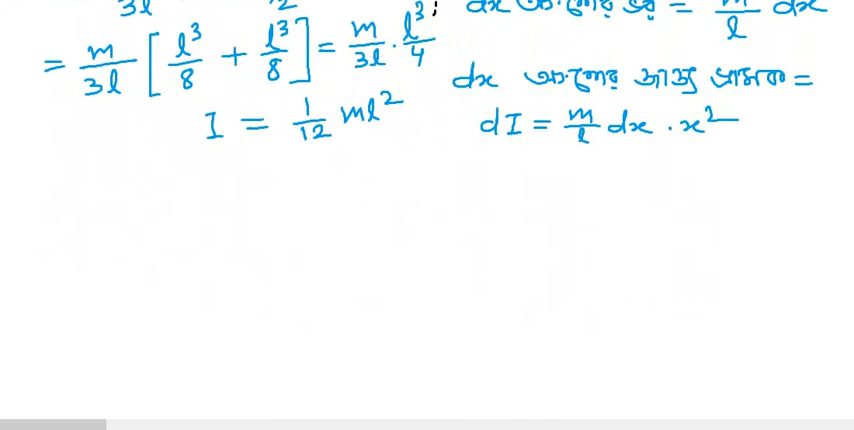 = m/3l [ l³/8 + l³/8 ] = m/3l · l³/4
I = 1/12 ml²
dx অংশের ভর = m/l dx
dx অংশের জাড্য ভ্রামক =
dI = m/l dx · x²